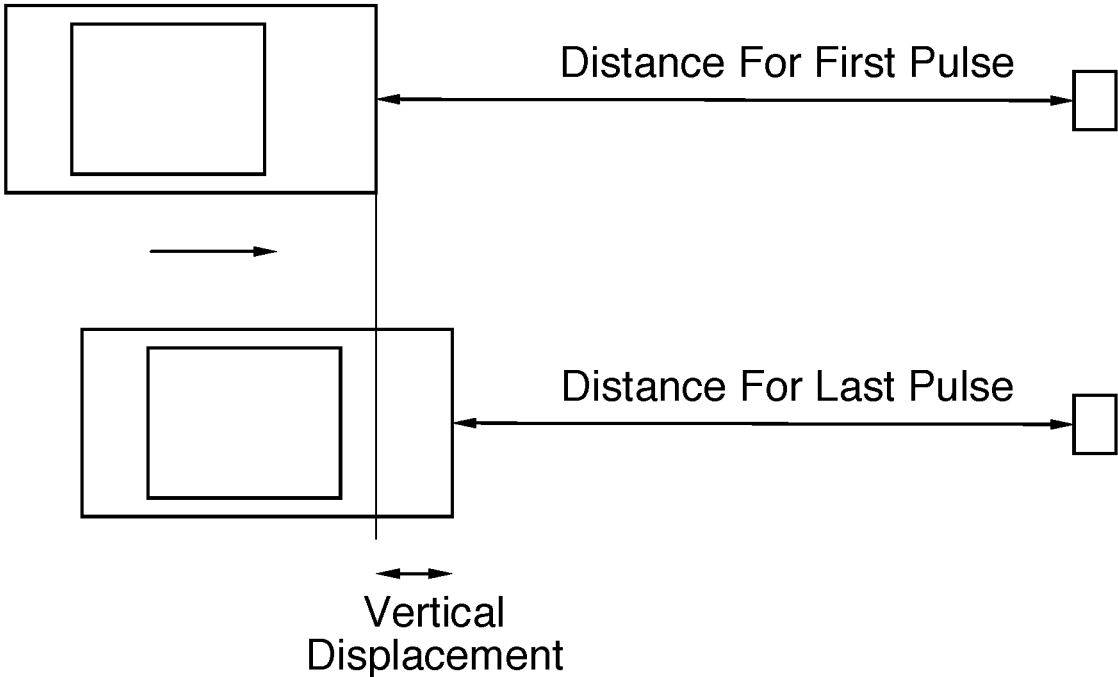 Distance For First Pulse
Distance For Last Pulse
Vertical
Displacement